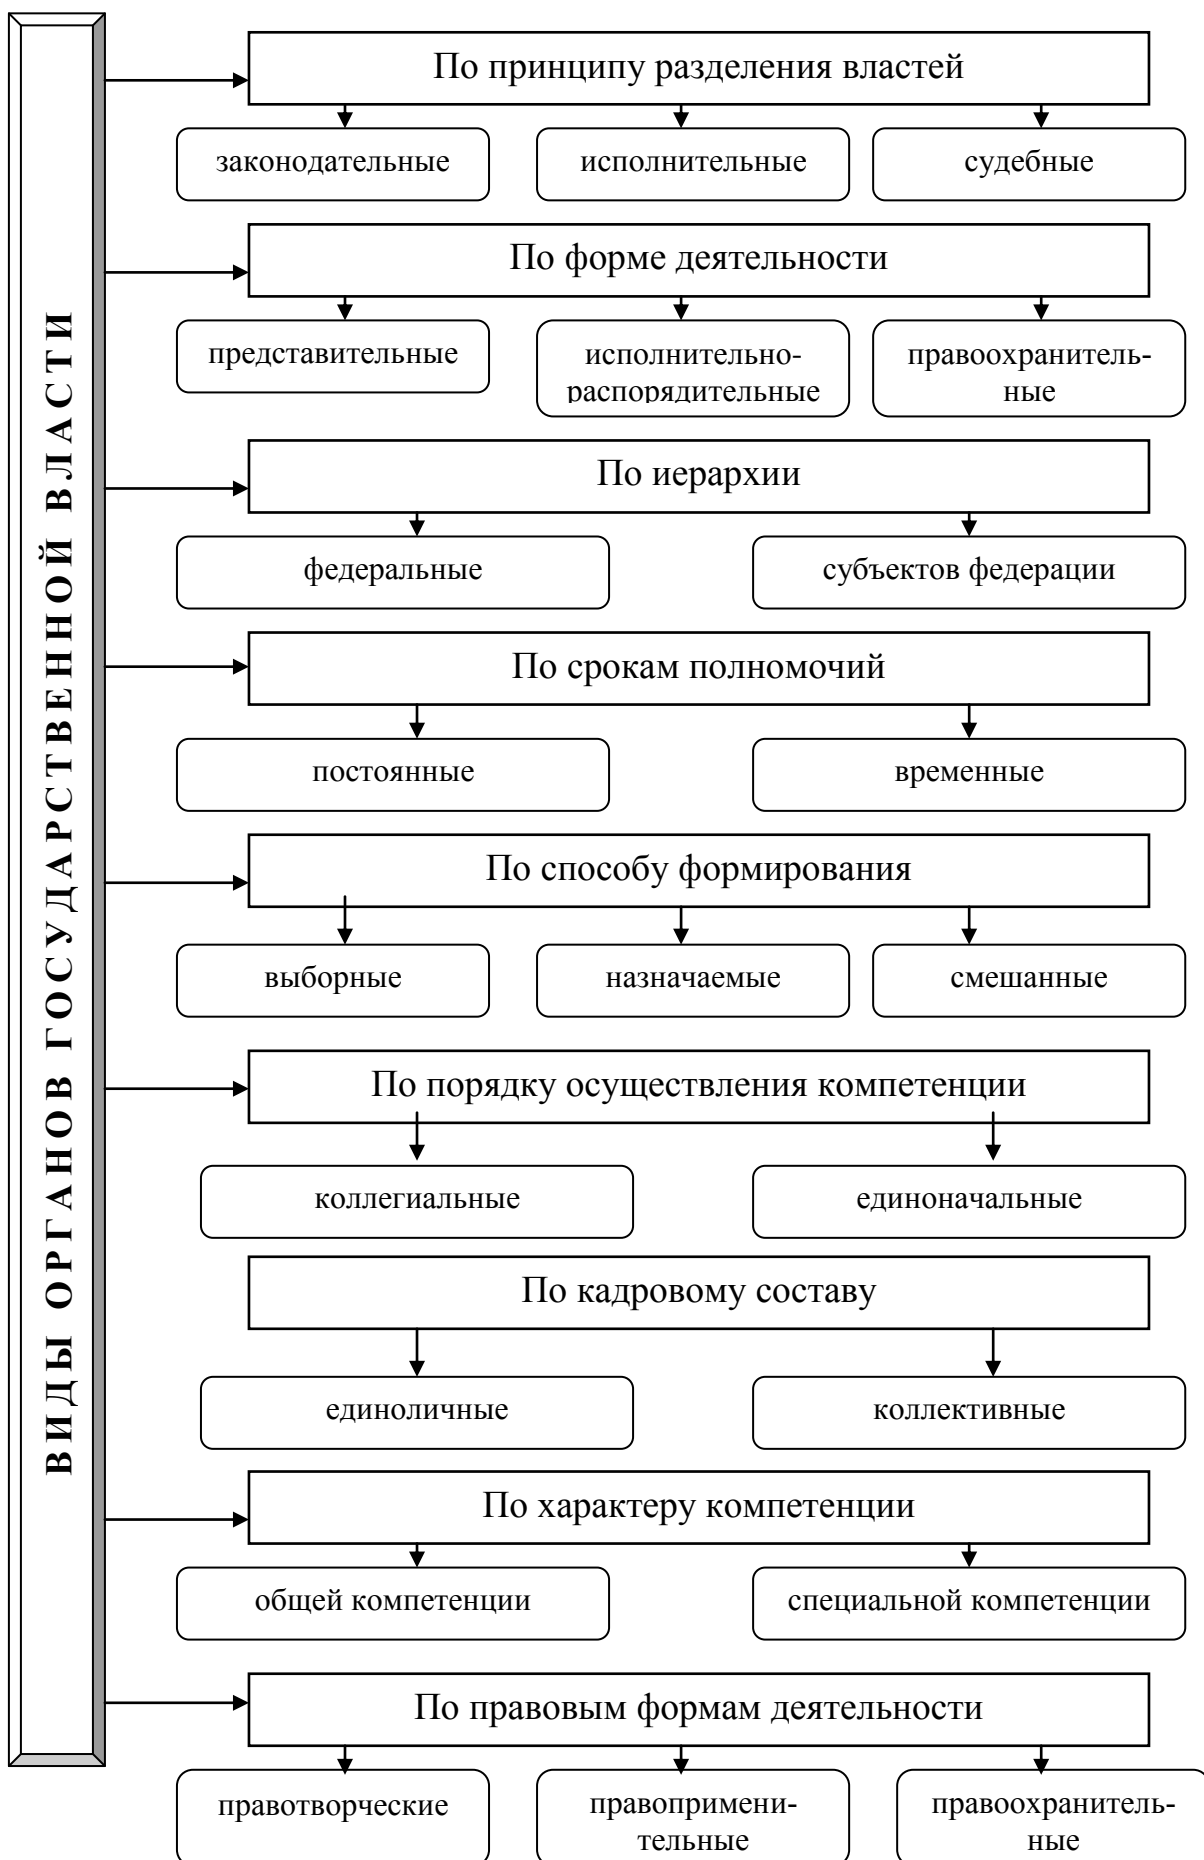 ВИДЫ ОРГАНОВ ГОСУДАРСТВЕННОЙ ВЛАСТИ
По принципу разделения властей
законодательные
исполнительные
судебные
По форме деятельности
представительные
исполнительно-
распорядительные
правоохранитель-
ные
По иерархии
федеральные
субъектов федерации
По срокам полномочий
постоянные
временные
По способу формирования
выборные
назначаемые
смешанные
По порядку осуществления компетенции
коллегиальные
единоначальные
По кадровому составу
единоличные
коллективные
По характеру компетенции
общей компетенции
специальной компетенции
По правовым формам деятельности
правотворческие
правопримени-
тельные
правоохранитель-
ные